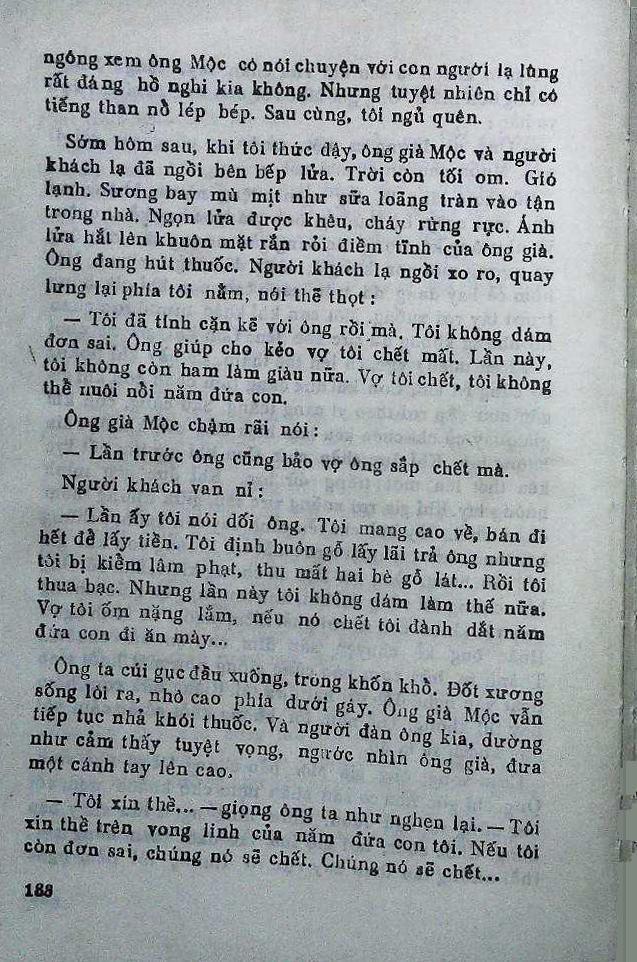 ngóng xem ông Mộc có nói chuyện với con người lạ lùng
rất đáng hồ nghi kia không. Nhưng tuyệt nhiên chỉ có
tiếng than nổ lép bép. Sau cùng, tôi ngủ quên.
Sớm hôm sau, khi tôi thức dậy, ông già Mộc và người
khách lạ đã ngồi bên bếp lửa. Trời còn tối om. Gió
lạnh. Sương bay mù mịt như sữa loãng tràn vào tận
trong nhà. Ngọn lửa được khêu, cháy rừng rực. Ánh
lửa hắt lên khuôn mặt rắn rỏi điềm tĩnh của ông già.
Ông đang hút thuốc. Người khách lạ ngồi xo ro, quay
lưng lại phía tôi nằm, nói thẽ thọt :
— Tôi đã tính cặn kẽ với ông rồi mà. Tôi không dám
đơn sai. Ông giúp cho kẻo vợ tôi chết mất. Lần này,
tôi không còn ham làm giàu nữa. Vợ tôi chết, tôi không
thể nuôi nổi năm đứa con.
Ông già Mộc chậm rãi nói :
— Lần trước ông cũng bảo vợ ông sắp chết mà.
Người khách van nỉ :
— Lần ấy tôi nói dối ông. Tôi mang cao về, bán đi
hết để lấy tiền. Tôi định buôn gỗ lấy lãi trả ông nhưng
tôi bị kiểm lâm phạt, thu mất hai bè gỗ lát... Rồi tôi
thua bạc. Nhưng lần này tôi không dám làm thế nữa.
Vợ tôi ốm nặng lắm, nếu nó chết tôi đành dắt năm
đứa con đi ăn mày...
Ông ta cúi gục đầu xuống, trông khốn khổ. Đốt xương
sống lòi ra, nhô cao phía dưới gáy. Ông già Mộc vẫn
tiếp tục nhả khói thuốc. Và người đàn ông kia, dường
như cảm thấy tuyệt vọng, ngước nhìn ông già, đưa
một cánh tay lên cao.
— Tôi xin thề... — giọng ông ta như nghẹn lại. — Tôi
xin thề trên vong linh của năm đứa con tôi. Nếu tôi
còn đơn sai, chúng nó sẽ chết. Chúng nó sẽ chết...
188